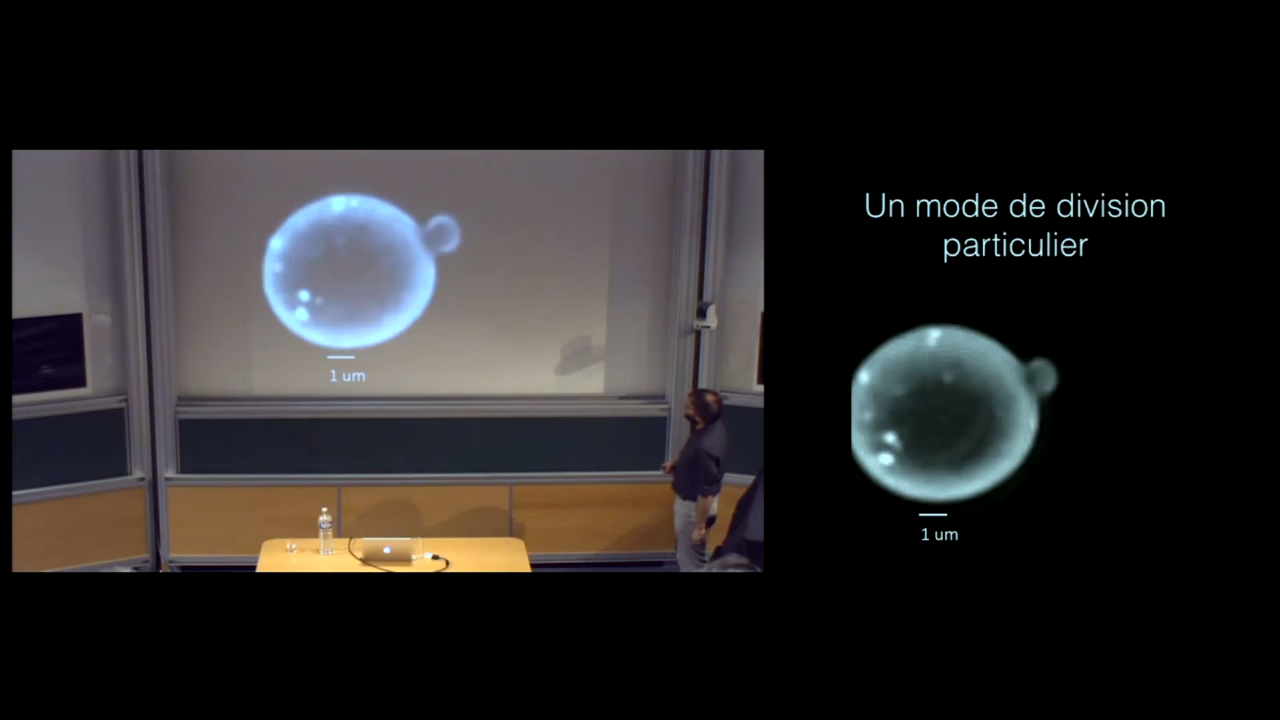 1 um
Un mode de division
particulier
1 um